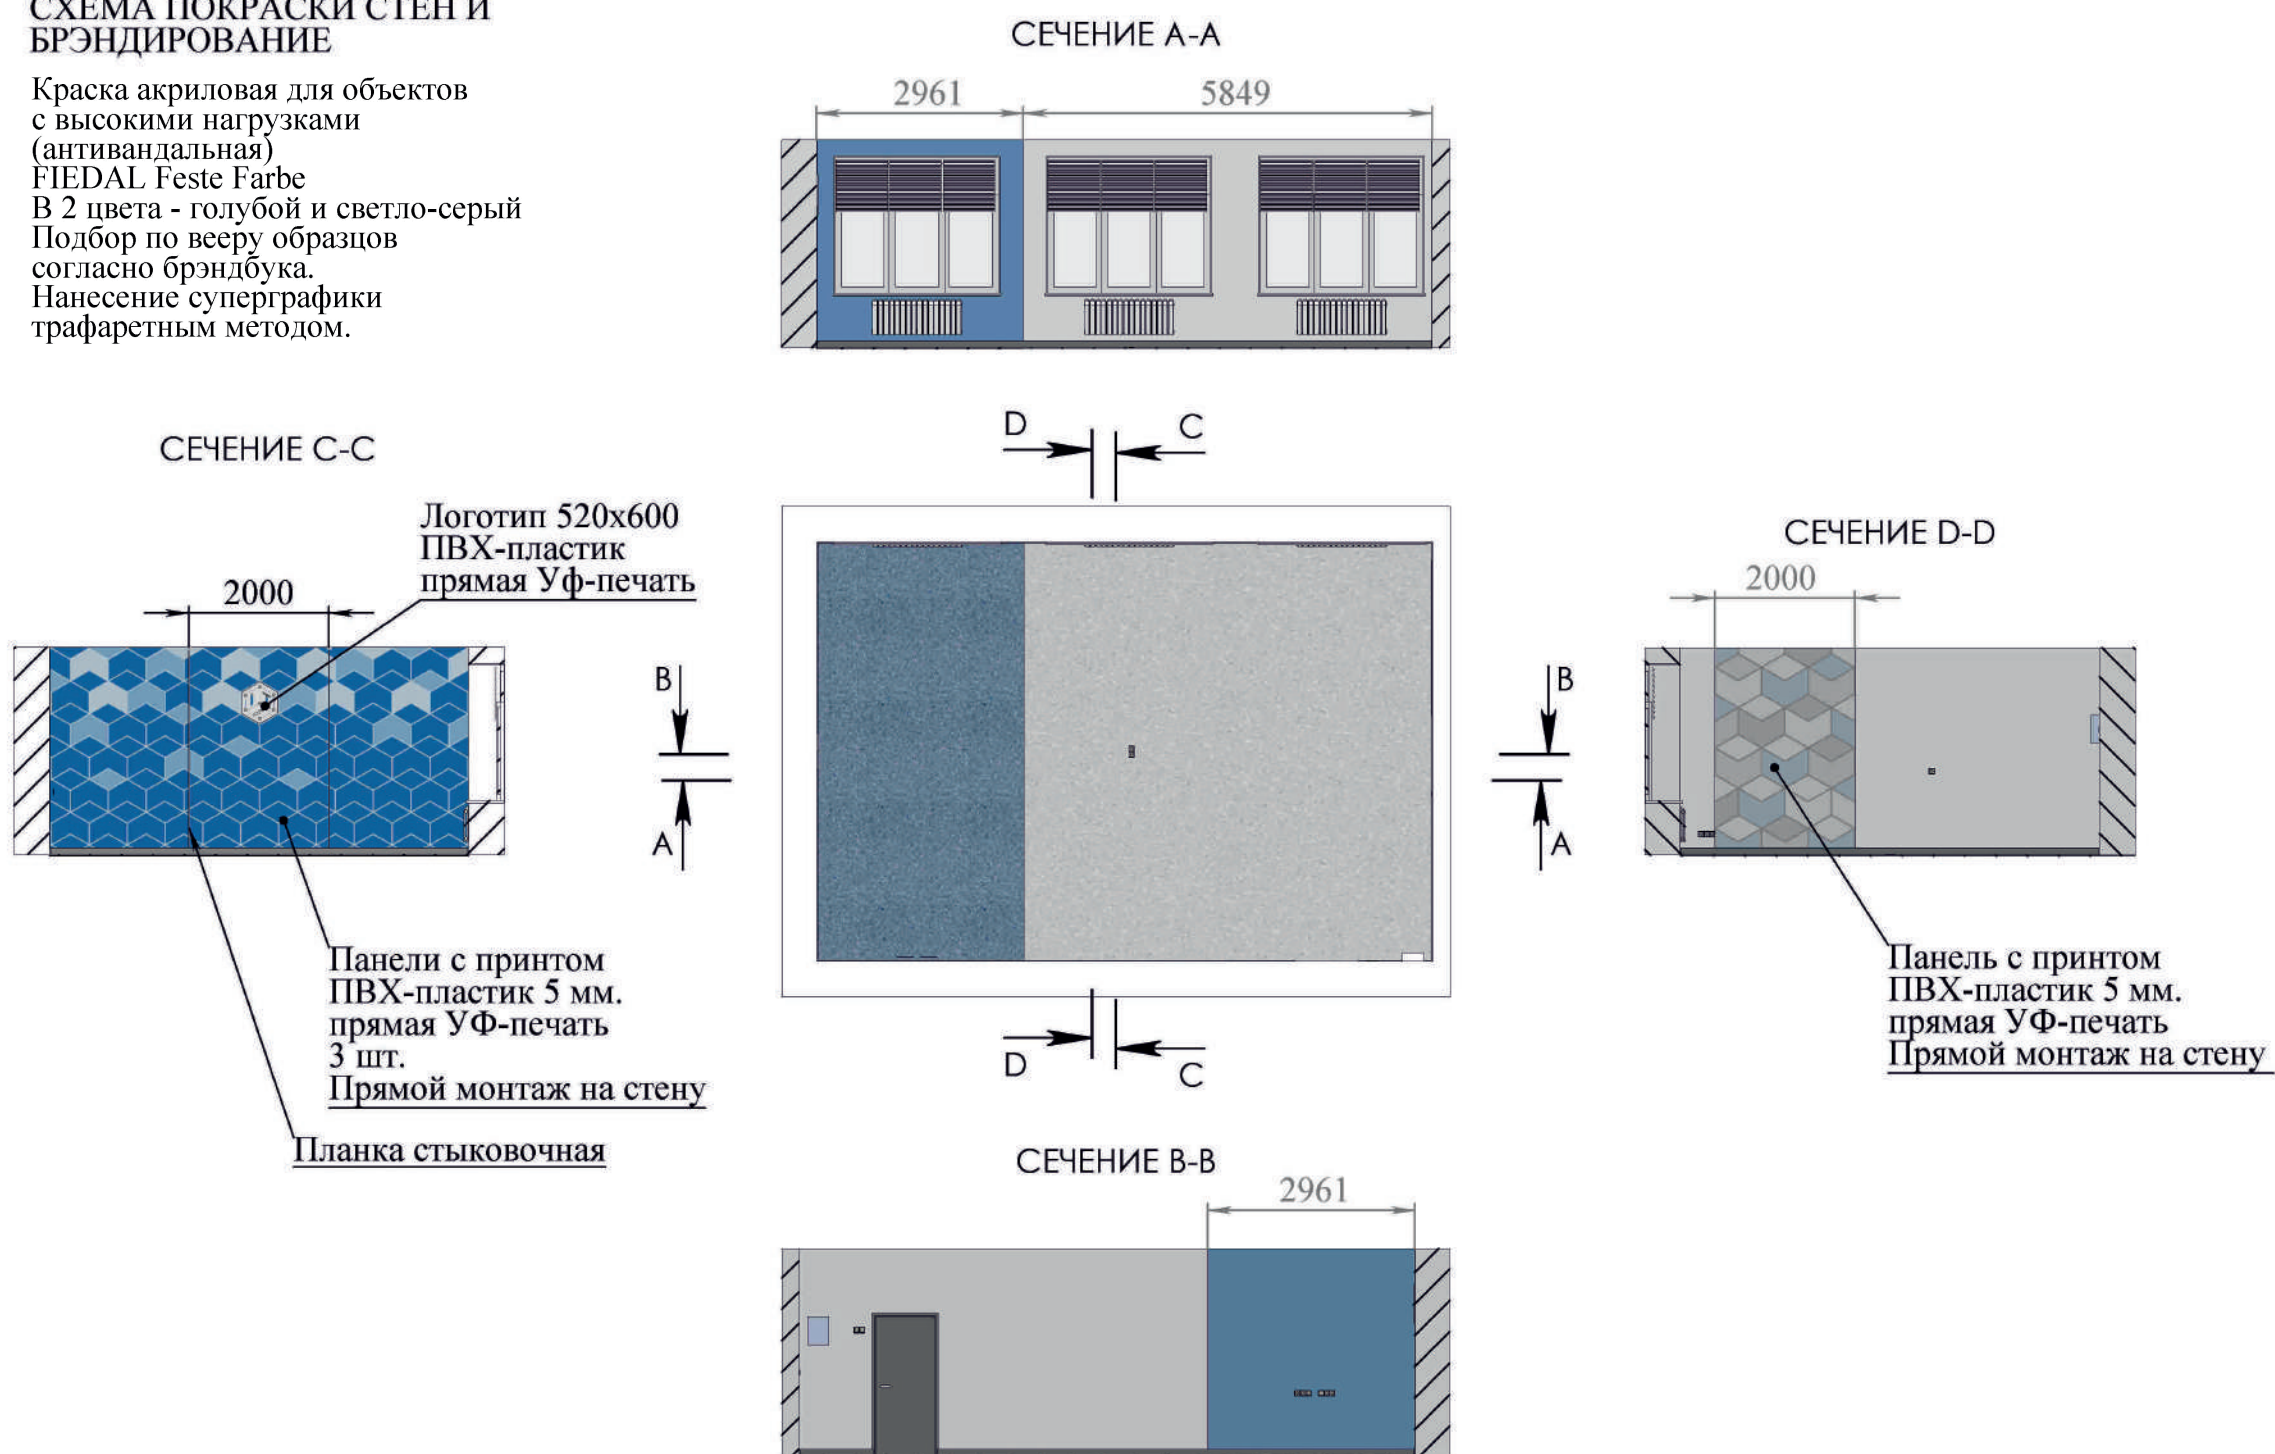 СХЕМА ПОКРАСКИ СТЕН И
БРЭНДИРОВАНИЕ
Краска акриловая для объектов
с высокими нагрузками
(антивандальная)
FIEDAL Feste Farbe
В 2 цвета - голубой и светло-серый
Подбор по вееру образцов
согласно брэндбука.
Нанесение суперграфики
трафаретным методом.
СЕЧЕНИЕ A-A
2961
5849
СЕЧЕНИЕ C-C
Логотип 520x600
ПВХ-пластик
прямая Уф-печать
2000
Панели с принтом
ПВХ-пластик 5 мм.
прямая УФ-печать
3 шт.
Прямой монтаж на стену
Планка стыковочная
D
C
B
B
A
A
D
C
СЕЧЕНИЕ D-D
2000
Панель с принтом
ПВХ-пластик 5 мм.
прямая УФ-печать
Прямой монтаж на стену
СЕЧЕНИЕ B-B
2961